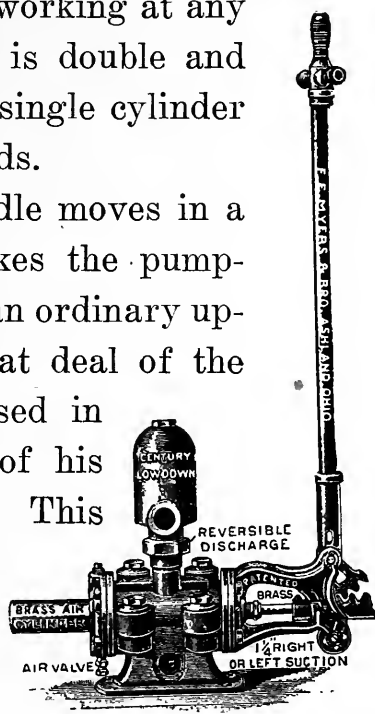 working at any
is double and
single cylinder
ds.
dle moves in a
kes the pump-
an ordinary up-
at deal of the
sed in
of his
This
F. E. MYERS & BRO. ASHLAND, OHIO
CENTURY
LOWDOWN
REVERSIBLE
DISCHARGE
PATENTED
BRASS
BRASS AIR
CYLINDER
AIR VALVE
1¼" RIGHT
OR LEFT SUCTION